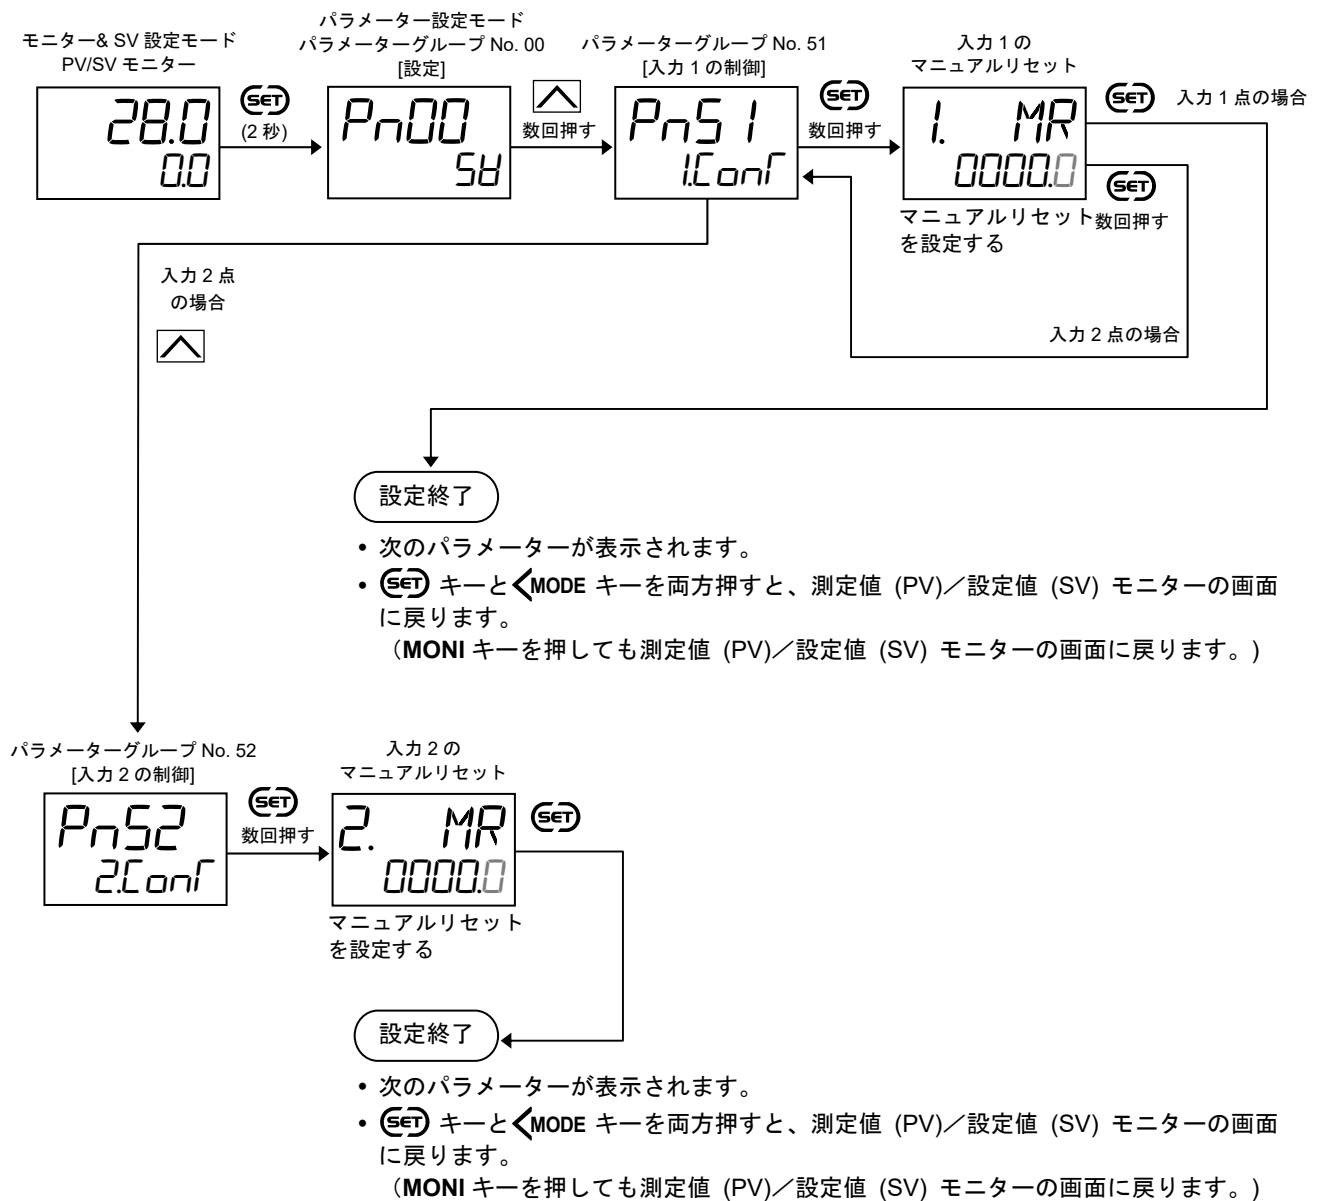 モニター& SV 設定モード
PV/SV モニター
28.0
0.0
SET
(2 秒)
パラメーター設定モード
パラメーターグループ No. 00
[設定]
Pn00
SV
数回押す
パラメーターグループ No. 51
[入力 1 の制御]
Pn51
1.Cont
SET
数回押す
入力 1 の
マニュアルリセット
1. MR
0000.0
マニュアルリセット
を設定する
SET
入力 1 点の場合
SET
数回押す
入力 2 点の場合
入力 2 点
の場合
設定終了
• 次のパラメーターが表示されます。
• SET キーと<MODE キーを両方押すと、測定値 (PV)／設定値 (SV) モニターの画面
に戻ります。
（MONI キーを押しても測定値 (PV)／設定値 (SV) モニターの画面に戻ります。)
パラメーターグループ No. 52
[入力 2 の制御]
Pn52
2.Cont
SET
数回押す
入力 2 の
マニュアルリセット
2. MR
0000.0
マニュアルリセット
を設定する
SET
設定終了
• 次のパラメーターが表示されます。
• SET キーと<MODE キーを両方押すと、測定値 (PV)／設定値 (SV) モニターの画面
に戻ります。
（MONI キーを押しても測定値 (PV)／設定値 (SV) モニターの画面に戻ります。)